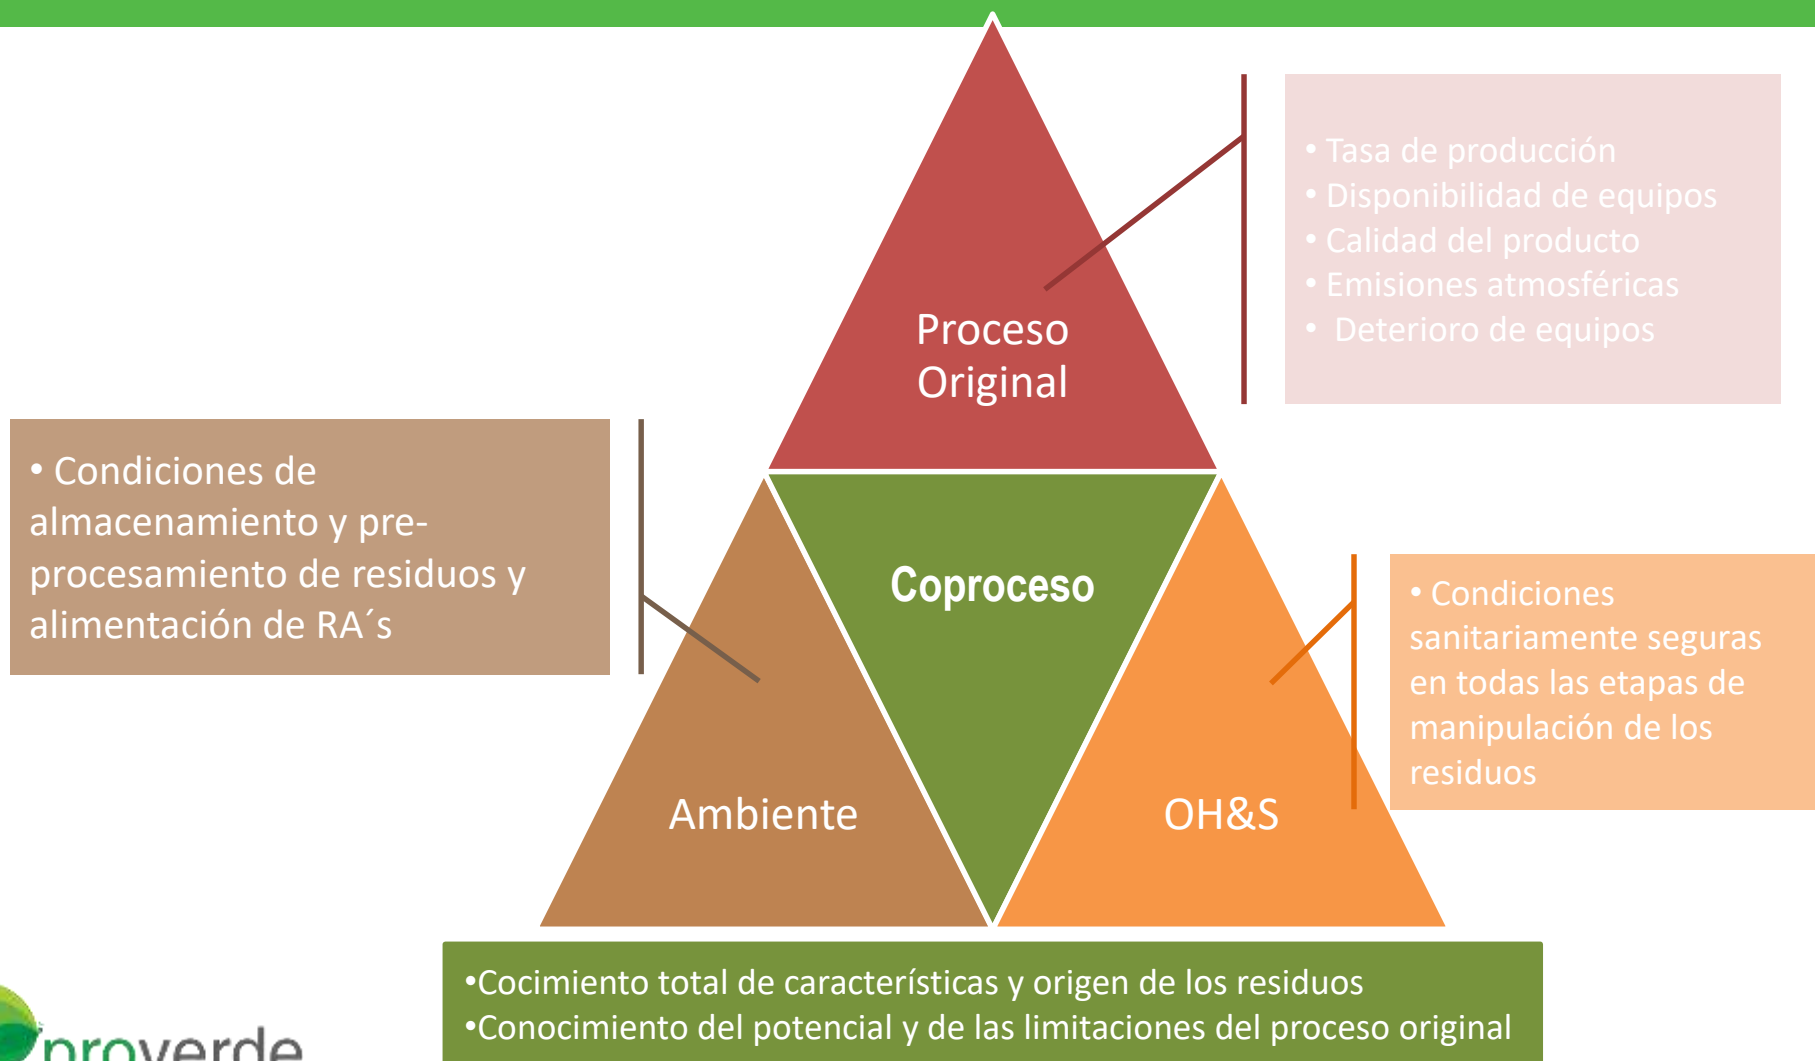 • Tasa de producción
• Disponibilidad de equipos
• Calidad del producto
• Emisiones atmosféricas
• Deterioro de equipos
Proceso
Original
• Condiciones de
almacenamiento y pre-
procesamiento de residuos y
alimentación de RA´s
Coproceso
• Condiciones
sanitariamente seguras
en todas las etapas de
manipulación de los
residuos
Ambiente
OH&S
•Cocimiento total de características y origen de los residuos
•Conocimiento del potencial y de las limitaciones del proceso original
proverde